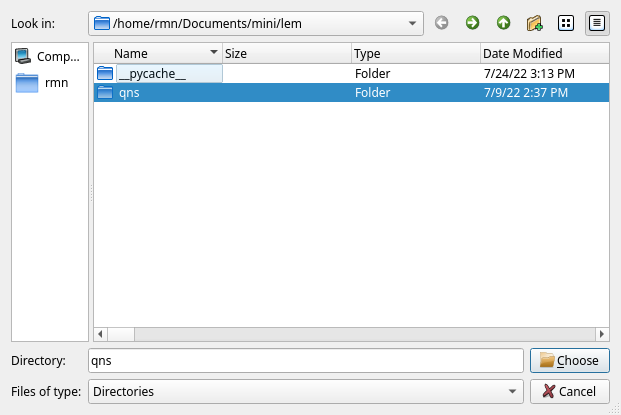 Look in: /home/rmn/Documents/mini/lem
Comp...
rmn
Name Size Type Date Modified
__pycache__ Folder 7/24/22 3:13 PM
qns Folder 7/9/22 2:37 PM
Directory: qns Choose
Files of type: Directories Cancel